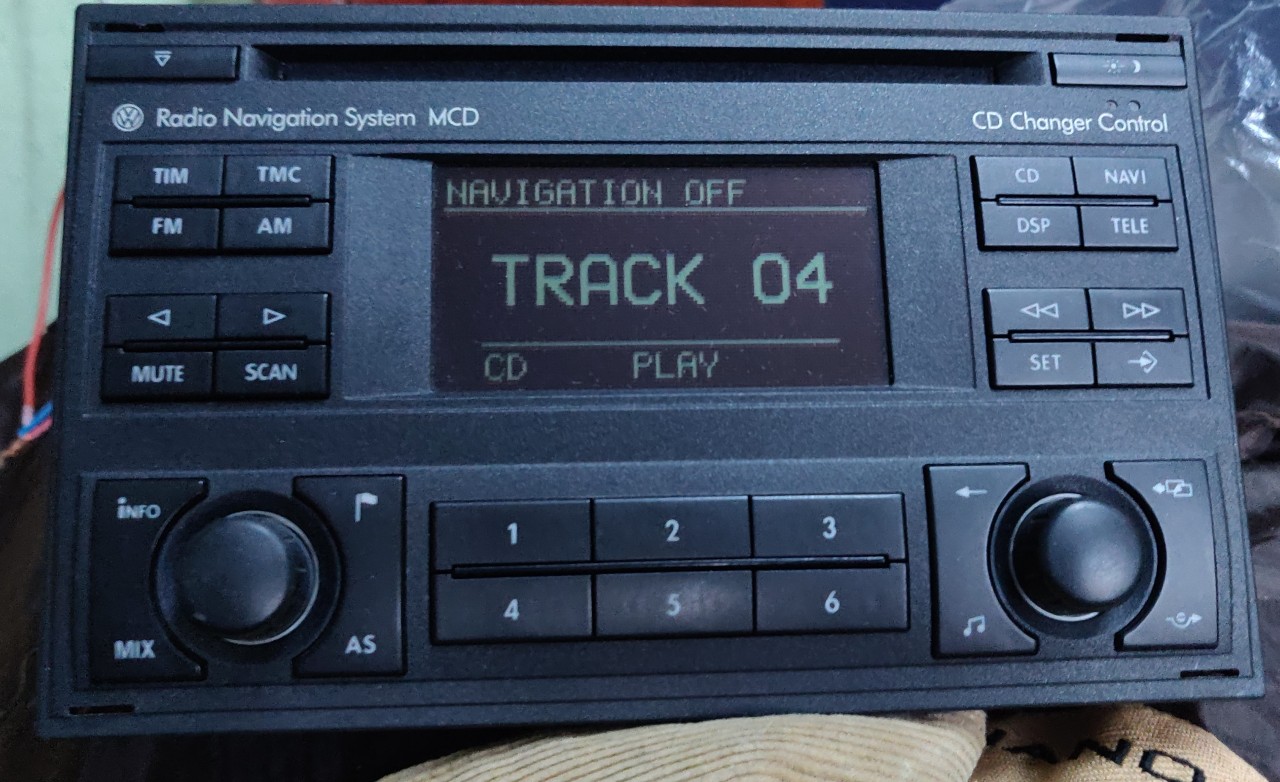 Radio Navigation System MCD
CD Changer Control
TIM TMC
FM AM
NAVIGATION OFF
TRACK 04
CD PLAY
CD NAVI
DSP TELE
MUTE SCAN
SET
INFO
MIX
AS
1 2 3
4 5 6